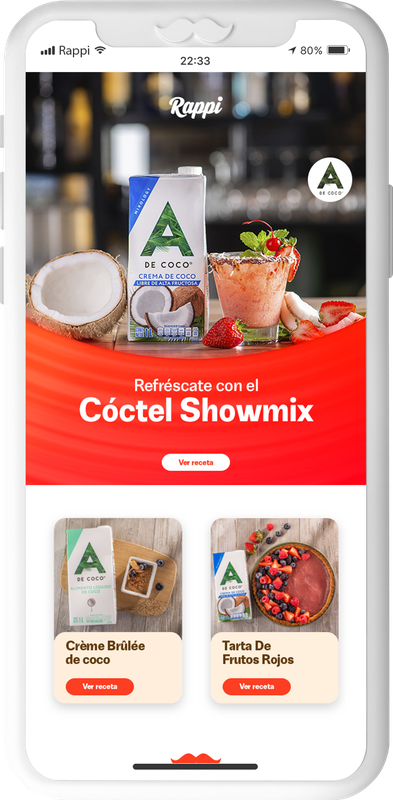 Rappi
80%
22:33
Rappi
MIXOLOGY
A
DE COCO®
CREMA DE COCO
LIBRE DE ALTA FRUCTOSA
A
DE COCO®
Refréscate con el
Cóctel Showmix
Ver receta
A
DE COCO
A
DE COCO
Crème Brûlée
de coco
Ver receta
Tarta De
Frutos Rojos
Ver receta